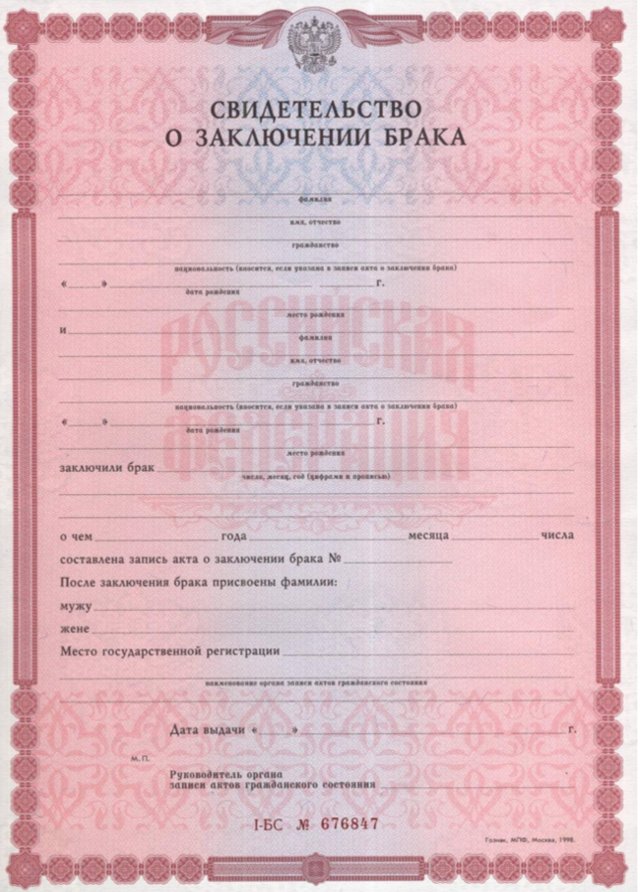 СВИДЕТЕЛЬСТВО
О ЗАКЛЮЧЕНИИ БРАКА
фамилия
имя, отчество
гражданство
национальность (вносится, если указана в записи акта о заключении брака)
« » г.
дата рождения
место рождения
и
фамилия
имя, отчество
гражданство
национальность (вносится, если указана в записи акта о заключении брака)
« » г.
дата рождения
место рождения
РОССИЙСКАЯ
ФЕДЕРАЦИЯ
заключили брак
число, месяц, год (цифрами и прописью)
о чем года месяца числа
составлена запись акта о заключении брака №
После заключения брака присвоены фамилии:
мужу
жене
Место государственной регистрации
наименование органа записи актов гражданского состояния
Дата выдачи « » г.
М.П.
Руководитель органа
записи актов гражданского состояния
I-БС № 676847
Гознак, МПФ, Москва, 1998.